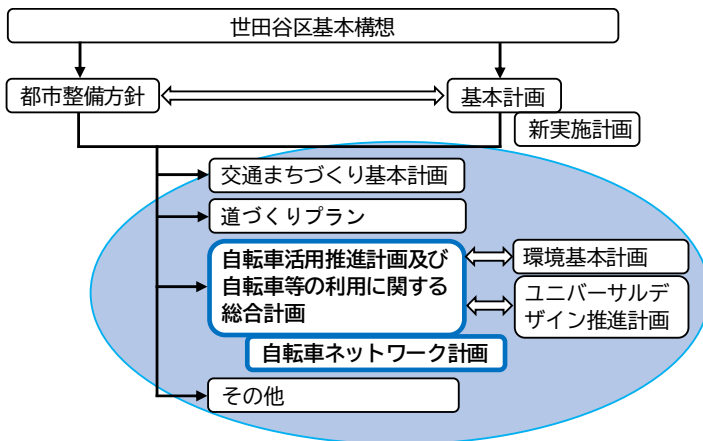 世田谷区基本構想
都市整備方針
基本計画
新実施計画
交通まちづくり基本計画
道づくりプラン
自転車活用推進計画及び
自転車等の利用に関する
総合計画
環境基本計画
ユニバーサルデ
ザイン推進計画
自転車ネットワーク計画
その他